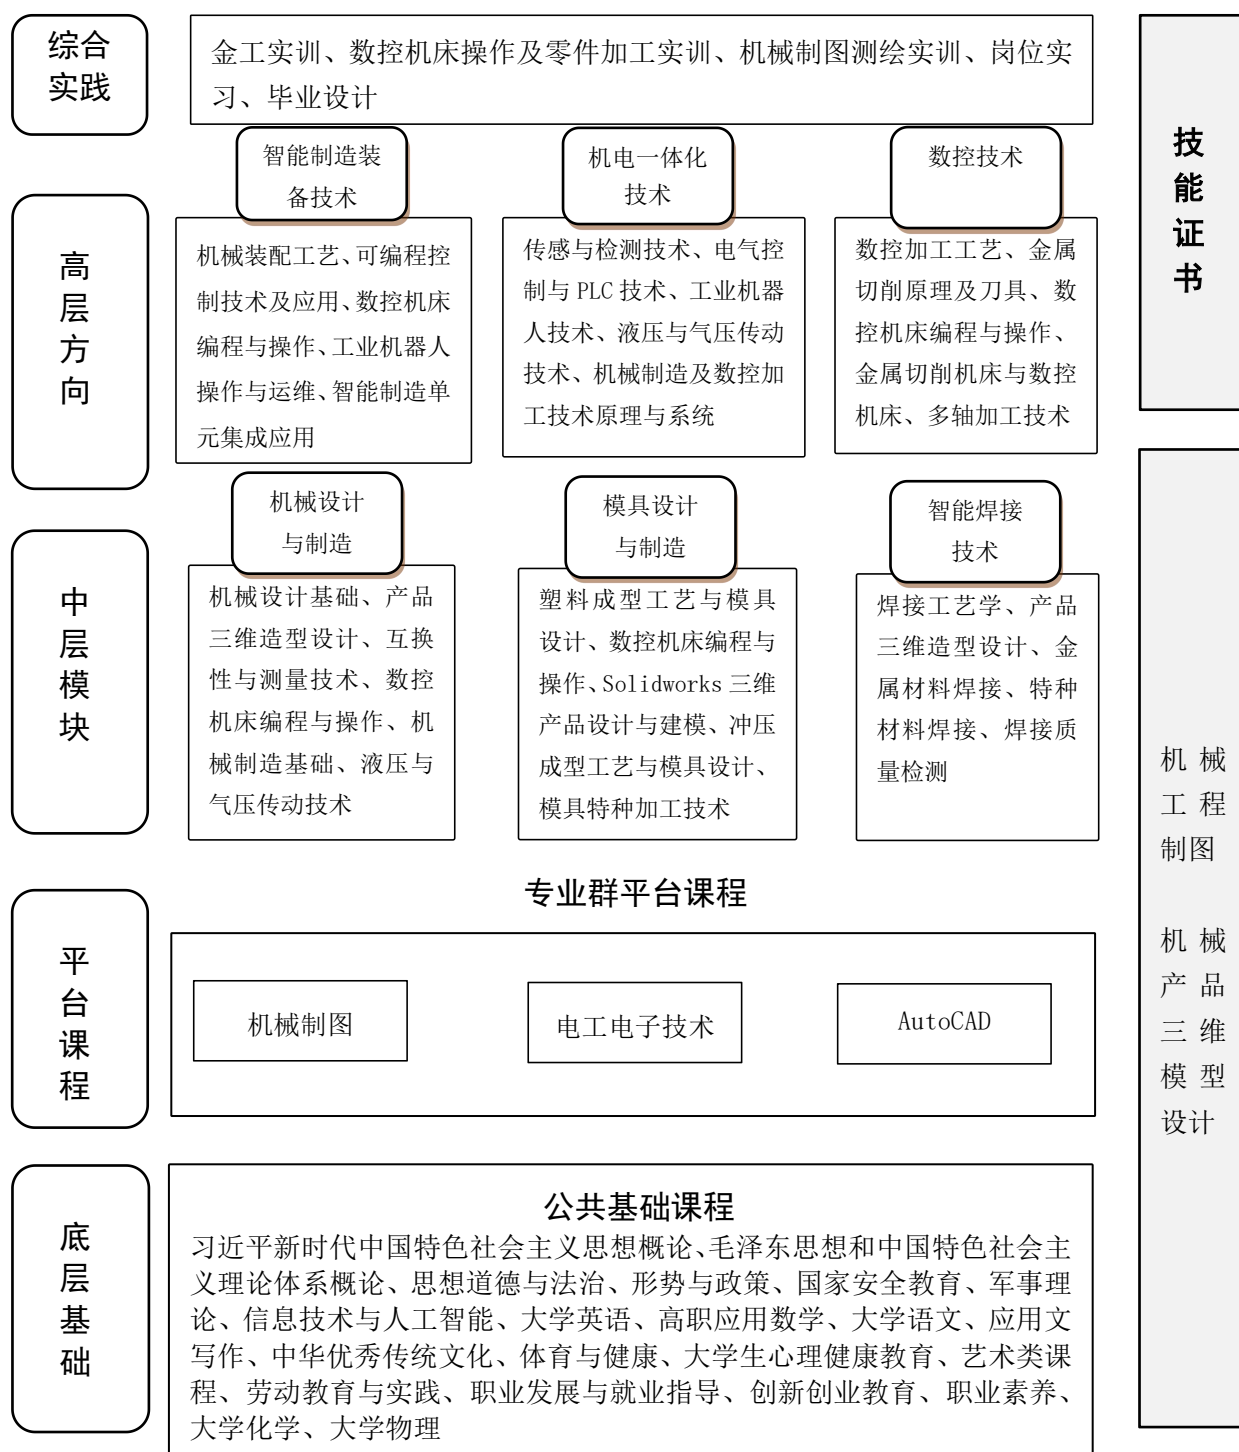 综合
实践
金工实训、数控机床操作及零件加工实训、机械制图测绘实训、岗位实
习、毕业设计
高
层
方
向
智能制造装
备技术
机械装配工艺、可编程控
制技术及应用、数控机床
编程与操作、工业机器人
操作与运维、智能制造单
元集成应用
机电一体化
技术
传感与检测技术、电气控
制与 PLC 技术、工业机器
人技术、液压与气压传动
技术、机械制造及数控加
工技术原理与系统
数控技术
数控加工工艺、金属
切削原理及刀具、数
控机床编程与操作、
金属切削机床与数控
机床、多轴加工技术
中
层
模
块
机械设计
与制造
机械设计基础、产品
三维造型设计、互换
性与测量技术、数控
机床编程与操作、机
械制造基础、液压与
气压传动技术
模具设计
与制造
塑料成型工艺与模具
设计、数控机床编程与
操作、Solidworks 三维
产品设计与建模、冲压
成型工艺与模具设计、
模具特种加工技术
智能焊接
技术
焊接工艺学、产品
三维造型设计、金
属材料焊接、特种
材料焊接、焊接质
量检测
平
台
课
程
专业群平台课程
机械制图
电工电子技术
AutoCAD
底
层
基
础
公共基础课程
习近平新时代中国特色社会主义思想概论、毛泽东思想和中国特色社会主
义理论体系概论、思想道德与法治、形势与政策、国家安全教育、军事理
论、信息技术与人工智能、大学英语、高职应用数学、大学语文、应用文
写作、中华优秀传统文化、体育与健康、大学生心理健康教育、艺术类课
程、劳动教育与实践、职业发展与就业指导、创新创业教育、职业素养、
大学化学、大学物理
技
能
证
书
机 械
工 程
制图
机 械
产 品
三 维
模 型
设计